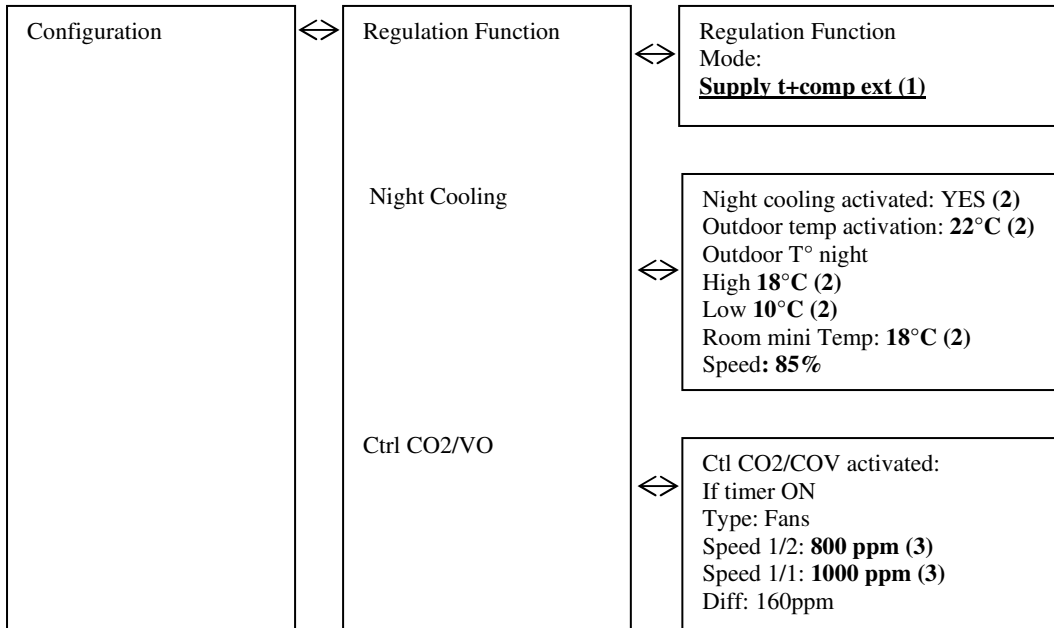 Configuration
Regulation Function
Regulation Function
Mode:
Supply t+comp ext (1)
Night Cooling
Night cooling activated: YES (2)
Outdoor temp activation: 22°C (2)
Outdoor T° night
High 18°C (2)
Low 10°C (2)
Room mini Temp: 18°C (2)
Speed: 85%
Ctrl CO2/VO
Ctl CO2/COV activated:
If timer ON
Type: Fans
Speed 1/2: 800 ppm (3)
Speed 1/1: 1000 ppm (3)
Diff: 160ppm